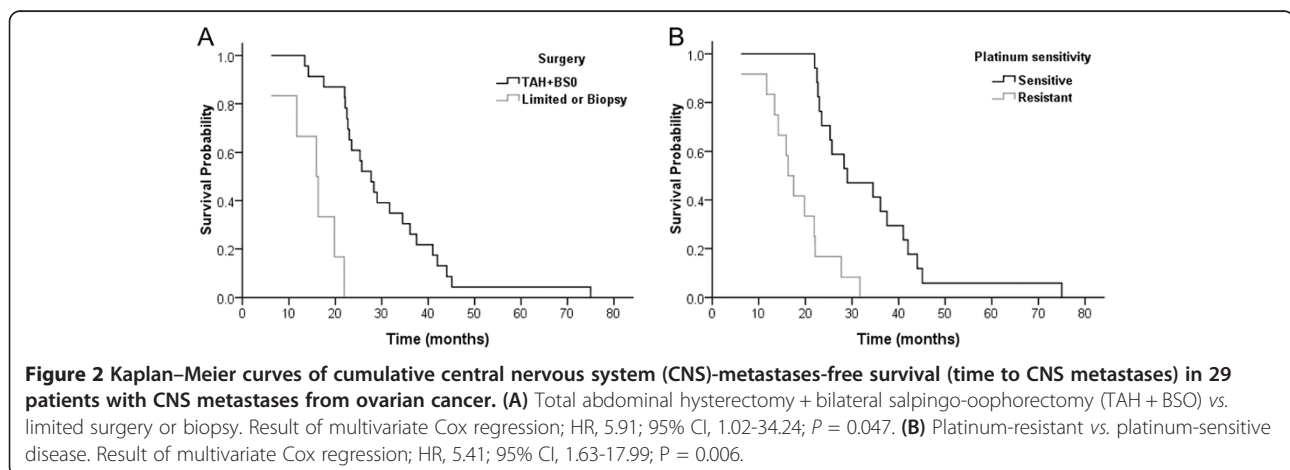 A
B
Surgery
TAH+BS0
Limited or Biopsy
Platinum sensitivity
Sensitive
Resistant
Survival Probability
1.0
0.8
0.6
0.4
0.2
0.0
0 10 20 30 40 50 60 70 80
Time (months)
Survival Probability
1.0
0.8
0.6
0.4
0.2
0.0
0 10 20 30 40 50 60 70 80
Time (months)
Figure 2 Kaplan–Meier curves of cumulative central nervous system (CNS)-metastases-free survival (time to CNS metastases) in 29
patients with CNS metastases from ovarian cancer. (A) Total abdominal hysterectomy + bilateral salpingo-oophorectomy (TAH + BSO) vs.
limited surgery or biopsy. Result of multivariate Cox regression; HR, 5.91; 95% CI, 1.02-34.24; P = 0.047. (B) Platinum-resistant vs. platinum-sensitive
disease. Result of multivariate Cox regression; HR, 5.41; 95% CI, 1.63-17.99; P = 0.006.